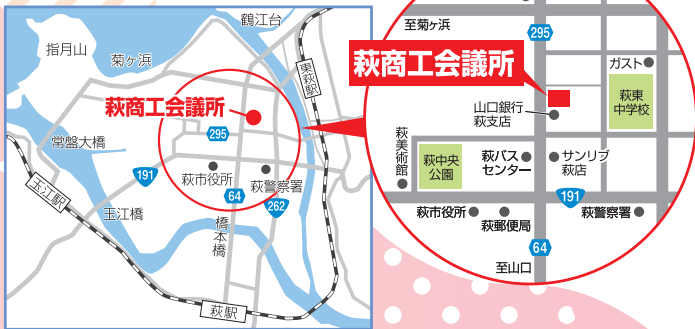 鶴江台
指月山
菊ヶ浜
東萩駅
萩商工会議所
295
常盤大橋
191
萩市役所
萩警察署
玉江駅
玉江橋
64
262
橋本橋
萩駅
至菊ヶ浜
295
萩商工会議所
ガスト
萩東
中学校
山口銀行
萩支店
萩美術館
萩中央
公園
萩バス
センター
サンリブ
萩店
191
萩市役所
萩郵便局
萩警察署
64
至山口